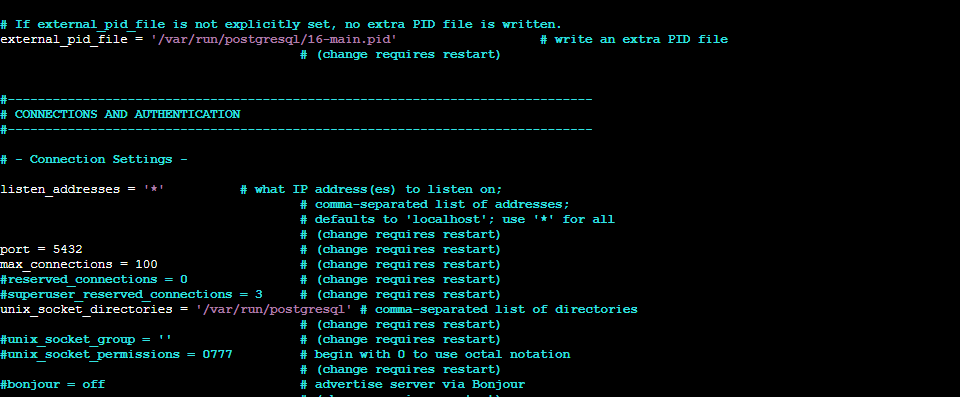 # If external_pid_file is not explicitly set, no extra PID file is written.
external_pid_file = '/var/run/postgresql/16-main.pid'                   # write an extra PID file
                                        # (change requires restart)
#------------------------------------------------------------------------------
# CONNECTIONS AND AUTHENTICATION
#------------------------------------------------------------------------------
# - Connection Settings -
listen_addresses = '*'          # what IP address(es) to listen on;
                                        # comma-separated list of addresses;
                                        # defaults to 'localhost'; use '*' for all
                                        # (change requires restart)
port = 5432                             # (change requires restart)
max_connections = 100                   # (change requires restart)
#reserved_connections = 0               # (change requires restart)
#superuser_reserved_connections = 3     # (change requires restart)
unix_socket_directories = '/var/run/postgresql' # comma-separated list of directories
                                        # (change requires restart)
#unix_socket_group = ''                 # (change requires restart)
#unix_socket_permissions = 0777         # begin with 0 to use octal notation
                                        # (change requires restart)
#bonjour = off                          # advertise server via Bonjour